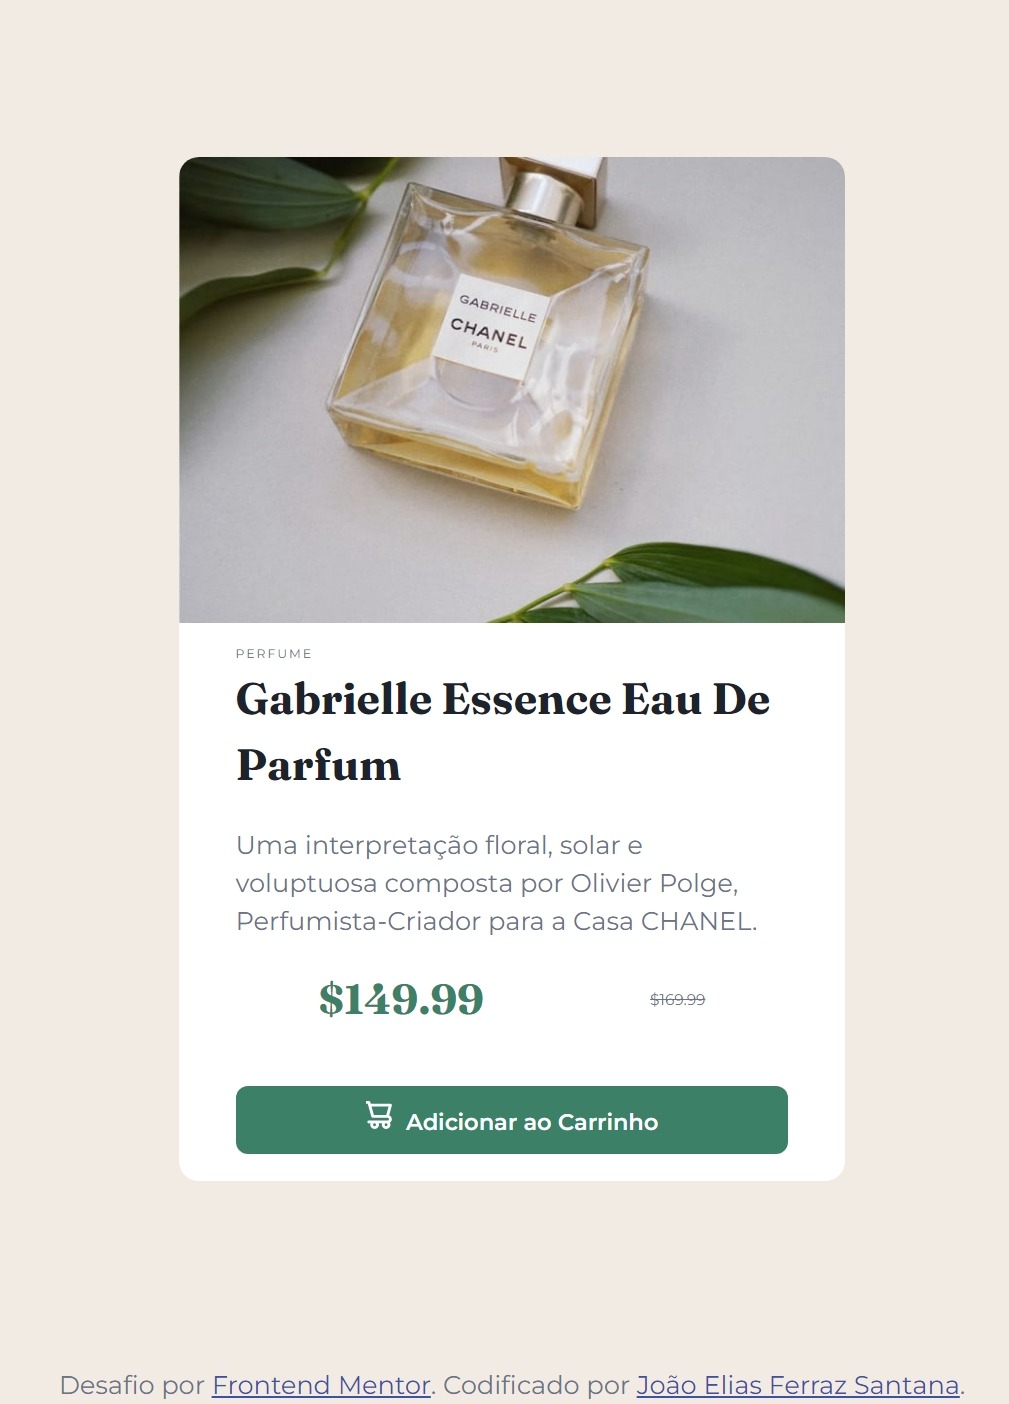 GABRIELLE
CHANEL
PARIS
PERFUME
Gabrielle Essence Eau De
Parfum
Uma interpretação floral, solar e
voluptuosa composta por Olivier Polge,
Perfumista-Criador para a Casa CHANEL.
$149.99 $169.99
Adicionar ao Carrinho
Desafio por Frontend Mentor. Codificado por João Elias Ferraz Santana.